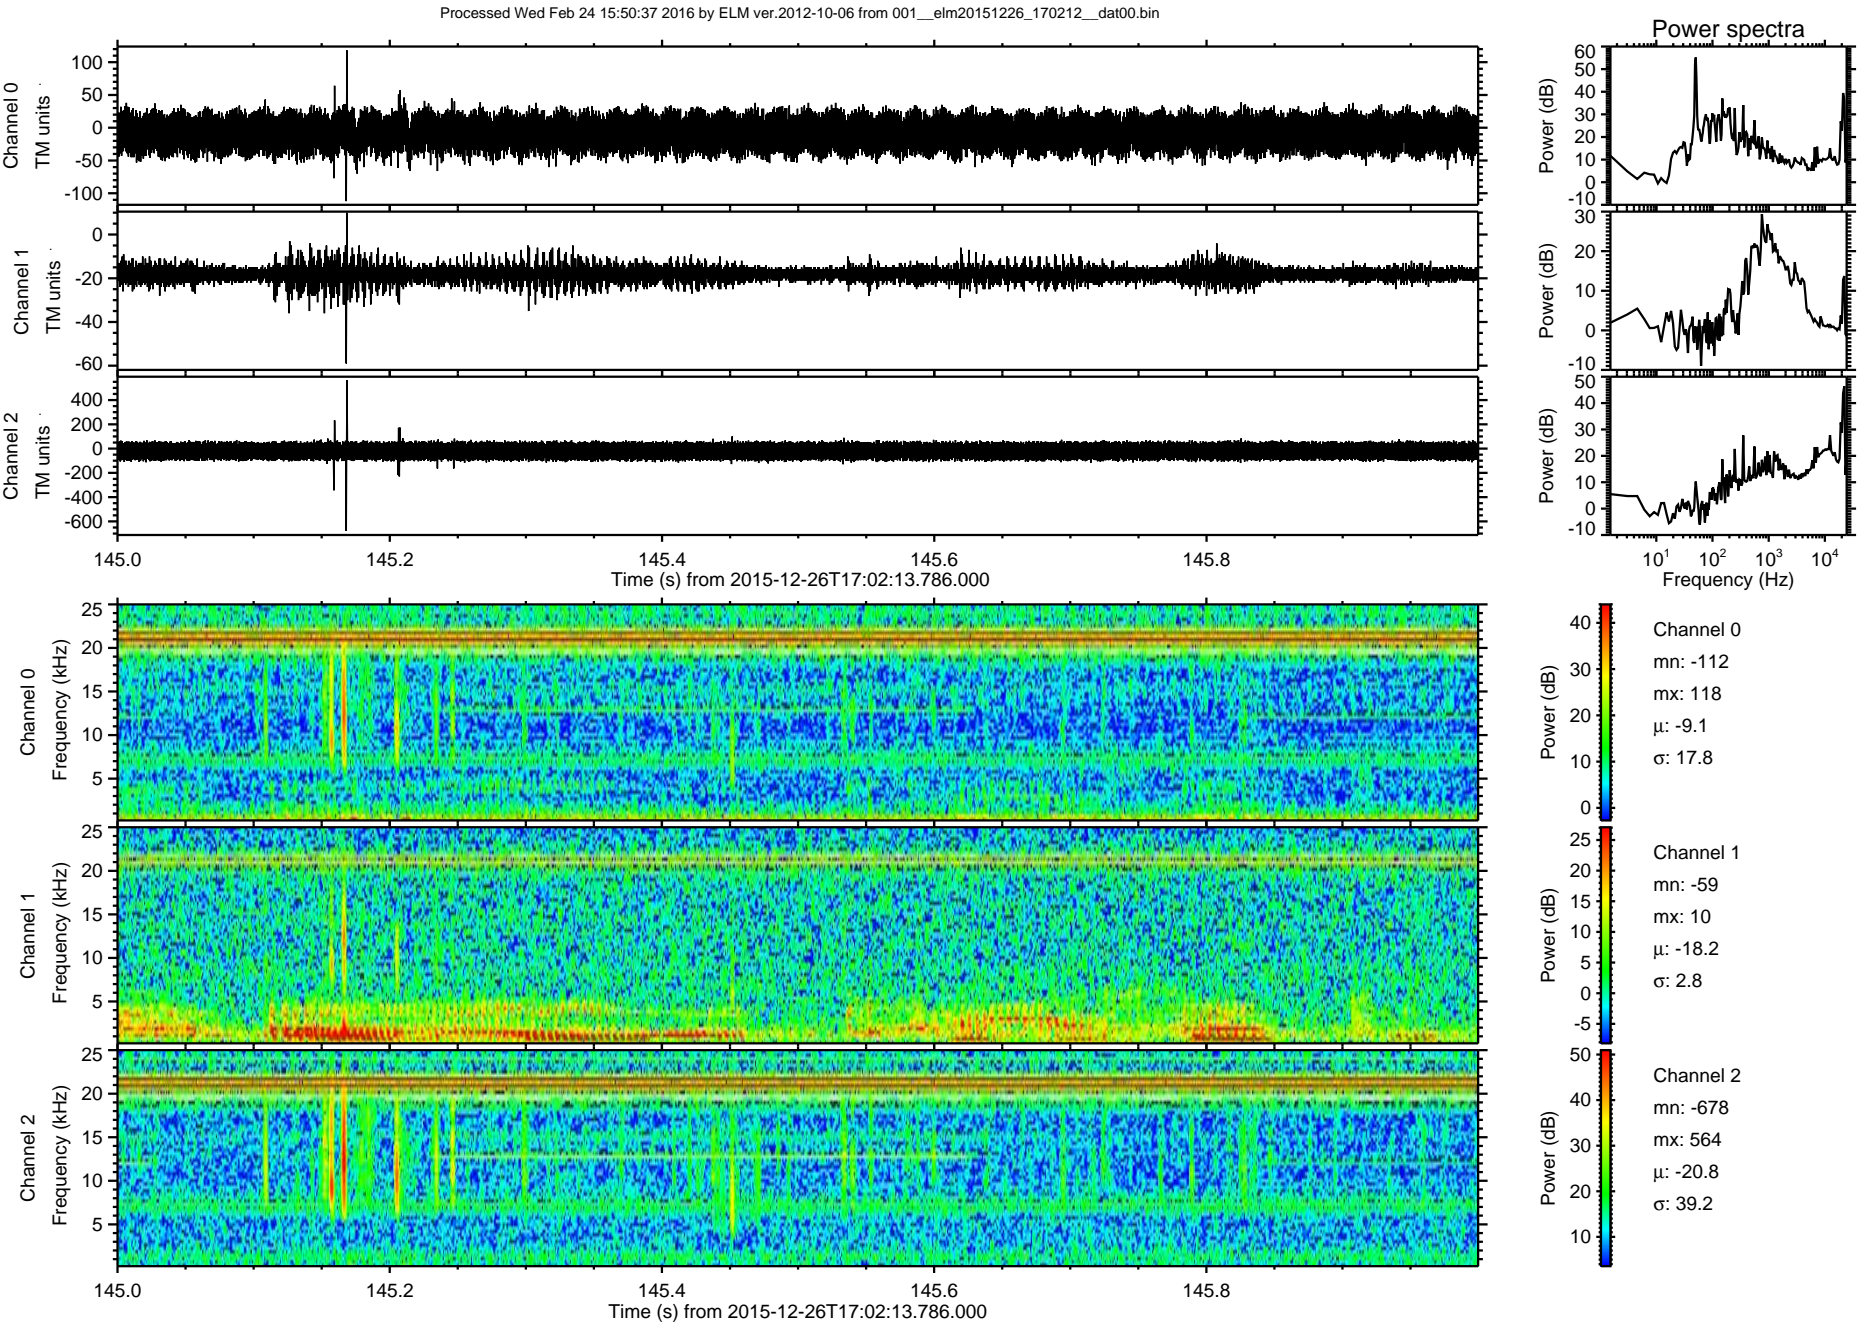 Processed Wed Feb 24 15:50:37 2016 by ELM ver.2012-10-06 from 001__elm20151226_170212__dat00.bin
Power spectra
Channel 0
TM units
100
50
0
-50
-100
Power (dB)
60
50
40
30
20
10
0
-10
Channel 1
TM units
0
-20
-40
-60
Power (dB)
30
20
10
0
-10
Channel 2
TM units
400
200
0
-200
-400
-600
Power (dB)
50
40
30
20
10
0
-10
145.0 145.2 145.4 145.6 145.8
Time (s) from 2015-12-26T17:02:13.786.000
10^1 10^2 10^3 10^4
Frequency (Hz)
Channel 0
Frequency (kHz)
25
20
15
10
5
Power (dB)
40
30
20
10
0
Channel 0
mn: -112
mx: 118
μ: -9.1
σ: 17.8
Channel 1
Frequency (kHz)
25
20
15
10
5
Power (dB)
25
20
15
10
5
0
-5
Channel 1
mn: -59
mx: 10
μ: -18.2
σ: 2.8
Channel 2
Frequency (kHz)
25
20
15
10
5
Power (dB)
50
40
30
20
10
Channel 2
mn: -678
mx: 564
μ: -20.8
σ: 39.2
145.0 145.2 145.4 145.6 145.8
Time (s) from 2015-12-26T17:02:13.786.000